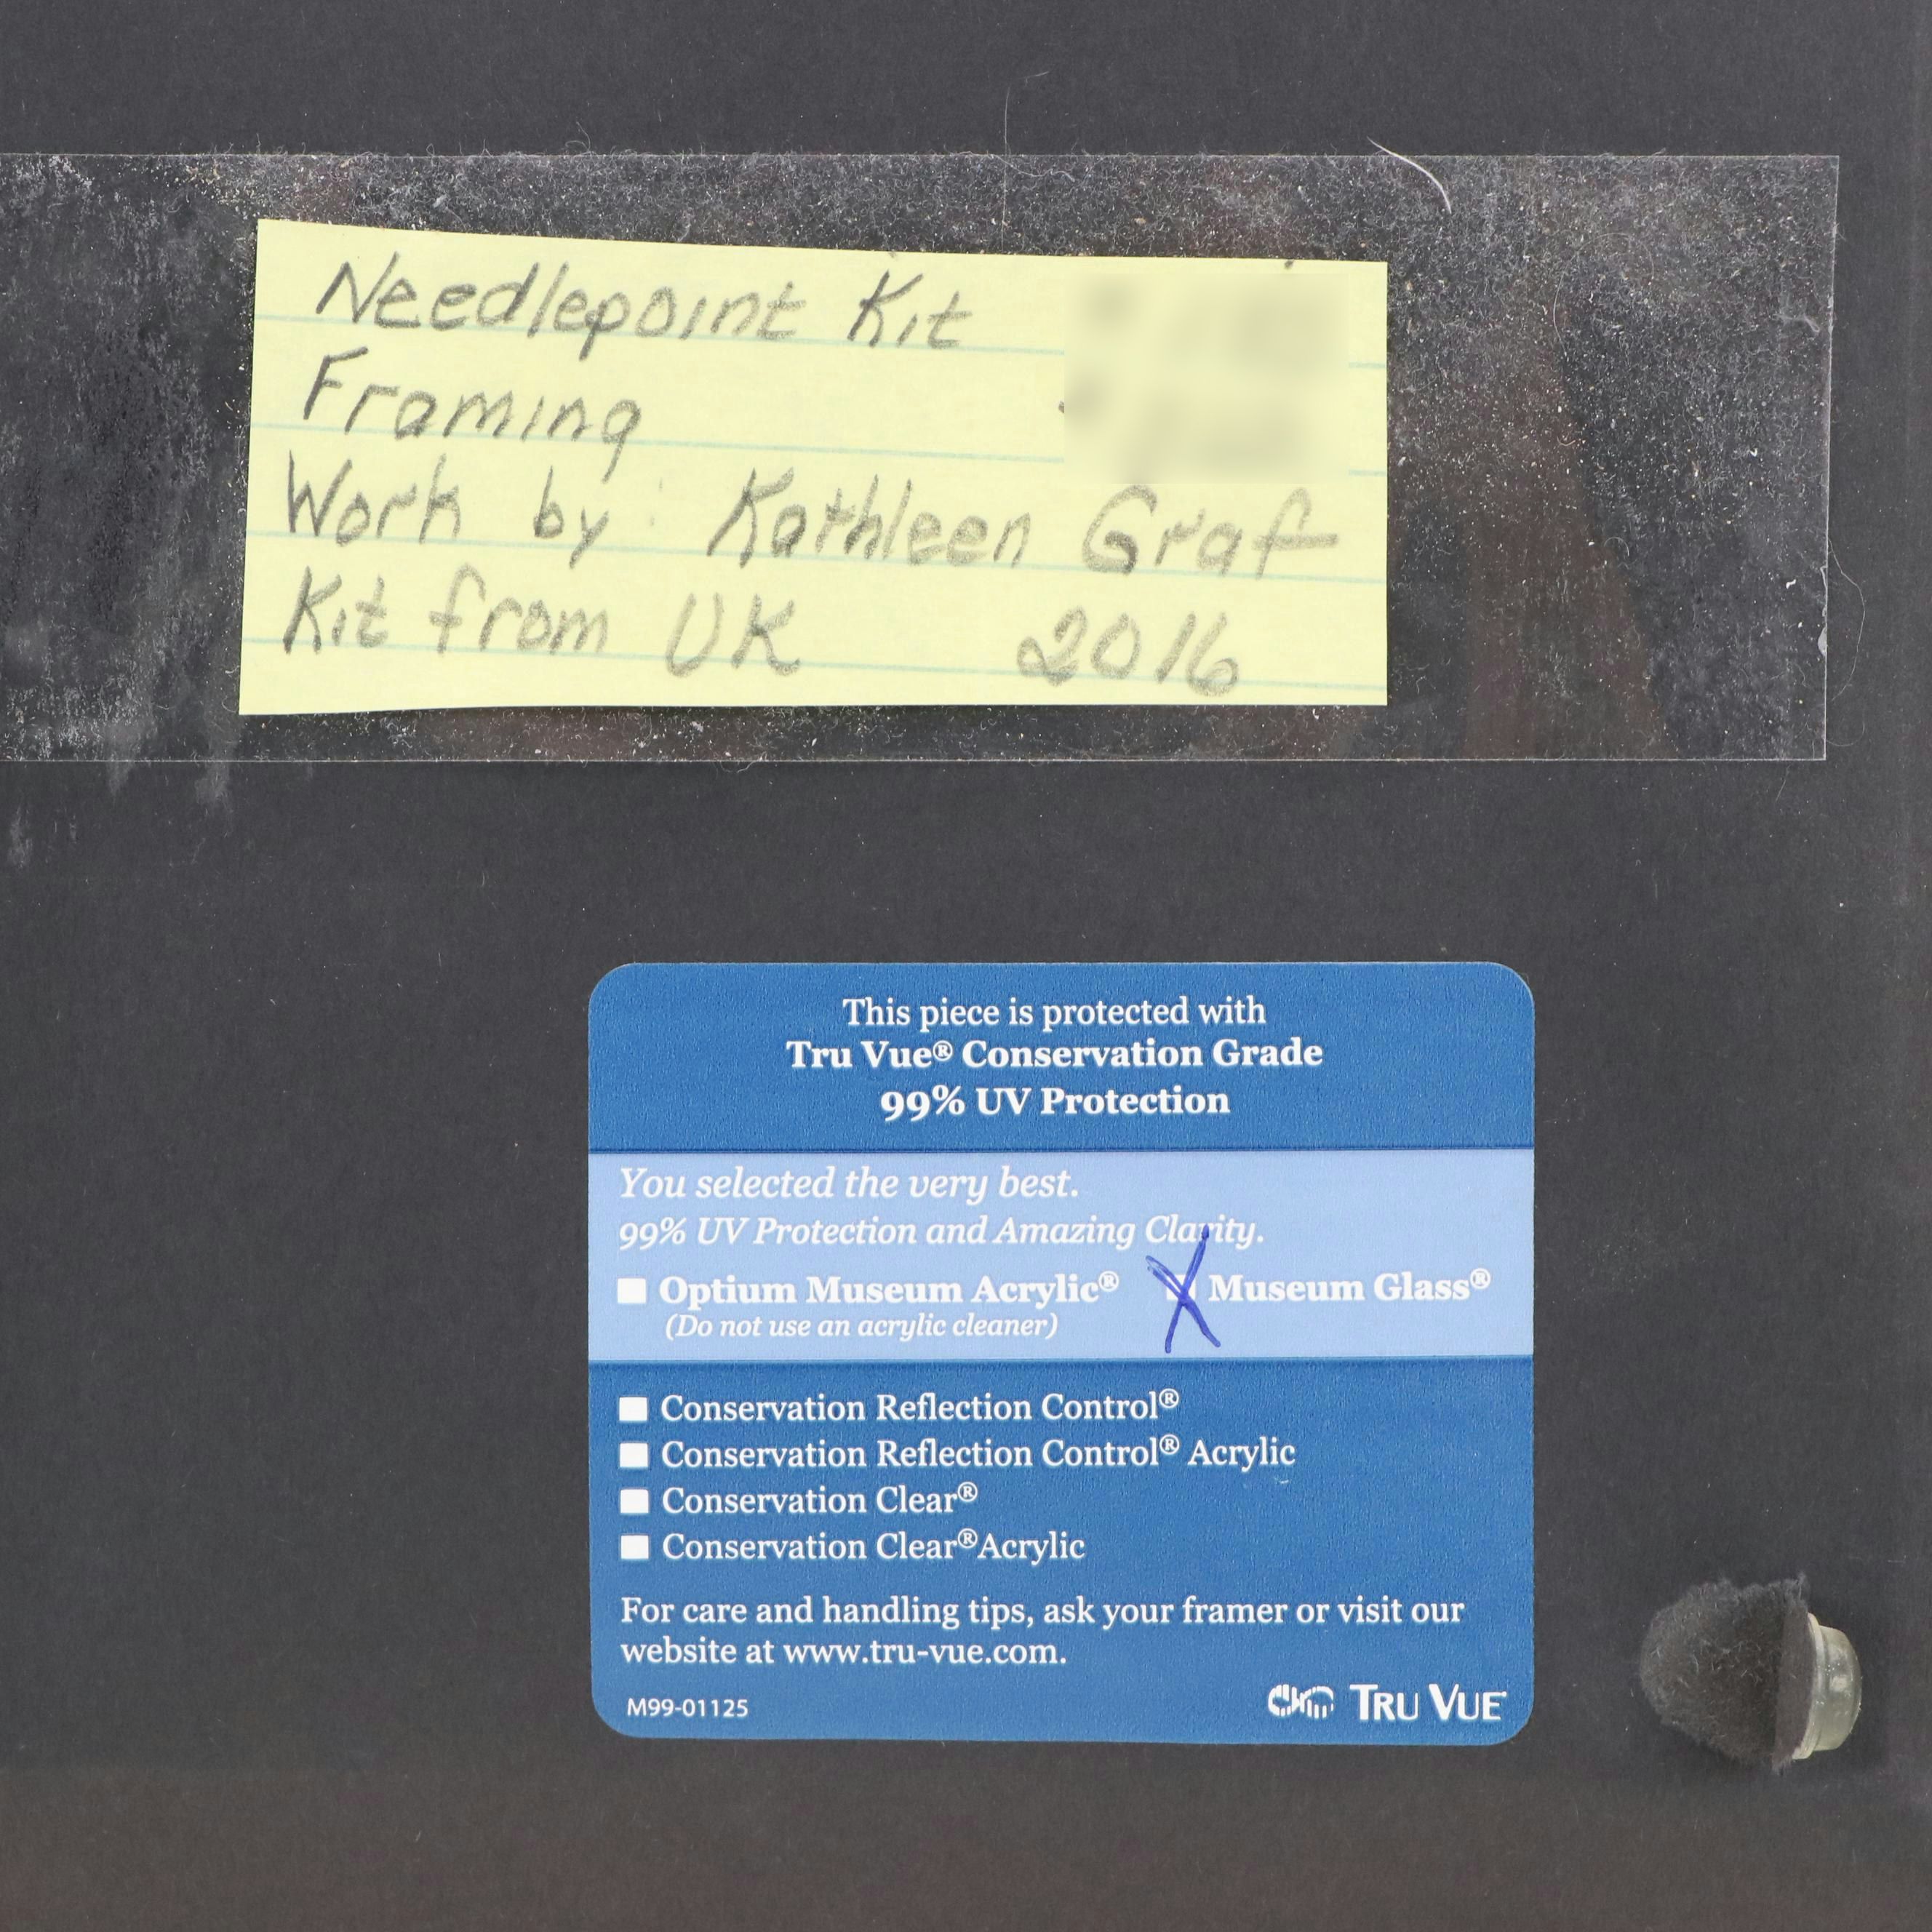 Needlepoint Kit
Framing
Work by: Kathleen Graf
Kit from UK 2016
This piece is protected with
Tru Vue® Conservation Grade
99% UV Protection
You selected the very best.
99% UV Protection and Amazing Clarity.
Optium Museum Acrylic® X Museum Glass®
(Do not use an acrylic cleaner)
Conservation Reflection Control®
Conservation Reflection Control® Acrylic
Conservation Clear®
Conservation Clear® Acrylic
For care and handling tips, ask your framer or visit our
website at www.tru-vue.com.
M99-01125 TRU VUE